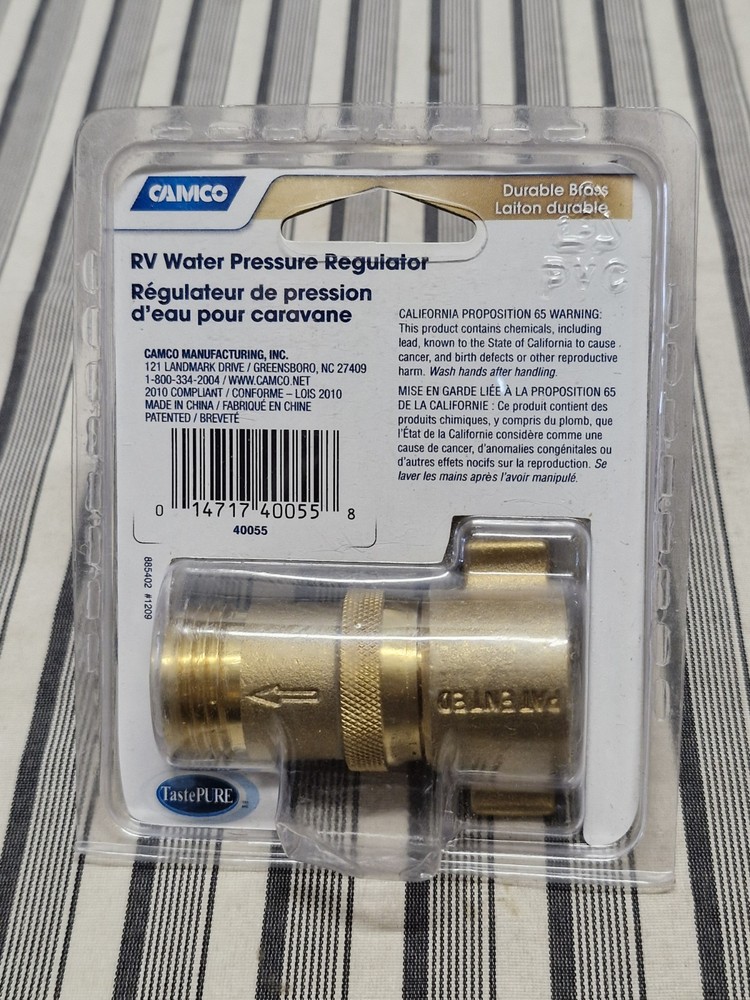 CAMCO
Durable Brass
Laiton durable
PVC
RV Water Pressure Regulator
Régulateur de pression
d'eau pour caravane
CAMCO MANUFACTURING, INC.
121 LANDMARK DRIVE / GREENSBORO, NC 27409
1-800-334-2004 / WWW.CAMCO.NET
2010 COMPLIANT / CONFORME – LOIS 2010
MADE IN CHINA / FABRIQUÉ EN CHINE
PATENTED / BREVETÉ
0 14717 40055 8
40055
CALIFORNIA PROPOSITION 65 WARNING:
This product contains chemicals, including
lead, known to the State of California to cause
cancer, and birth defects or other reproductive
harm. Wash hands after handling.
MISE EN GARDE LIÉE À LA PROPOSITION 65
DE LA CALIFORNIE : Ce produit contient des
produits chimiques, y compris du plomb, que
l'État de la Californie considère comme une
cause de cancer, d'anomalies congénitales ou
d'autres effets nocifs sur la reproduction. Se
laver les mains après l'avoir manipulé.
885402 #1209
PATENTED
TastePURE